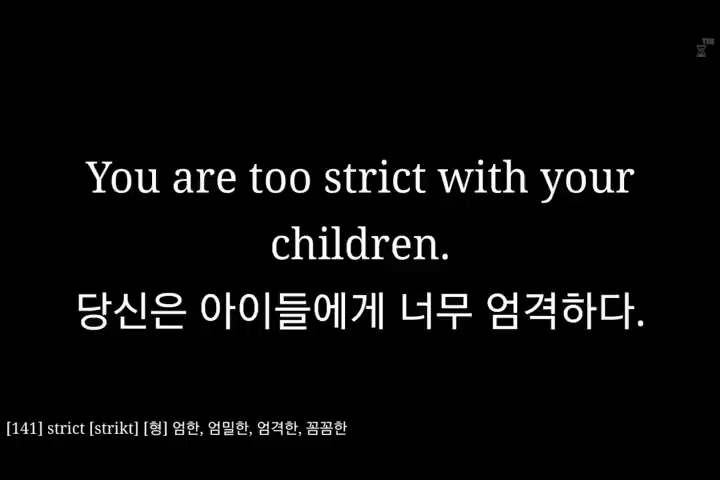 You are too strict with your
children.
당신은 아이들에게 너무 엄격하다.
[141] strict [strikt] [형] 엄한, 엄밀한, 엄격한, 꼼꼼한